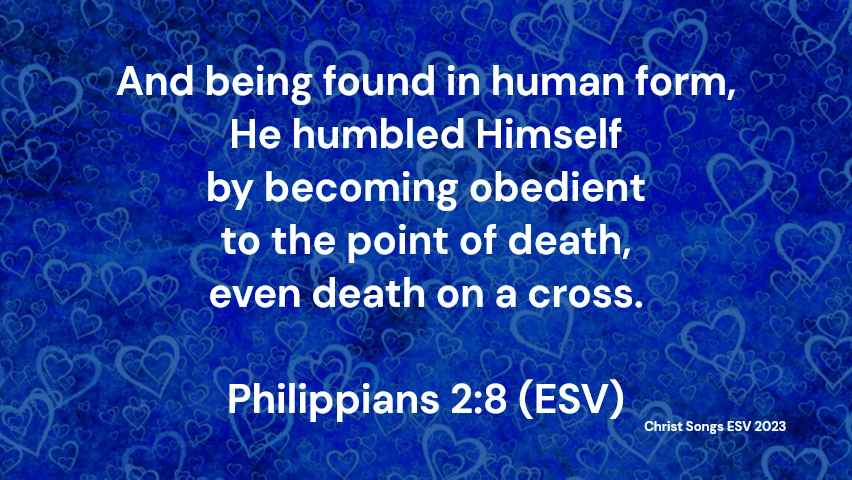 And being found in human form,
He humbled Himself
by becoming obedient
to the point of death,
even death on a cross.
Philippians 2:8 (ESV)
Christ Songs ESV 2023